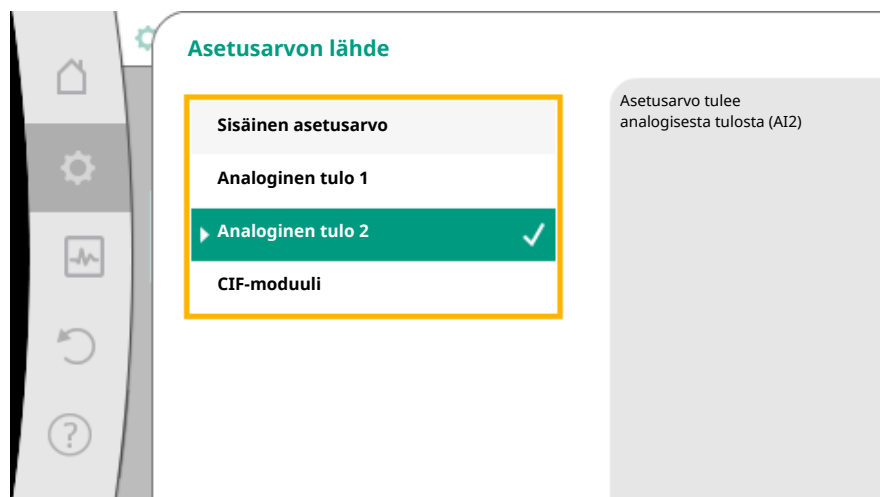 Asetusarvon lähde
Sisäinen asetusarvo
Analoginen tulo 1
Analoginen tulo 2
CIF-moduuli
Asetusarvo tulee
analogisesta tulosta (AI2)